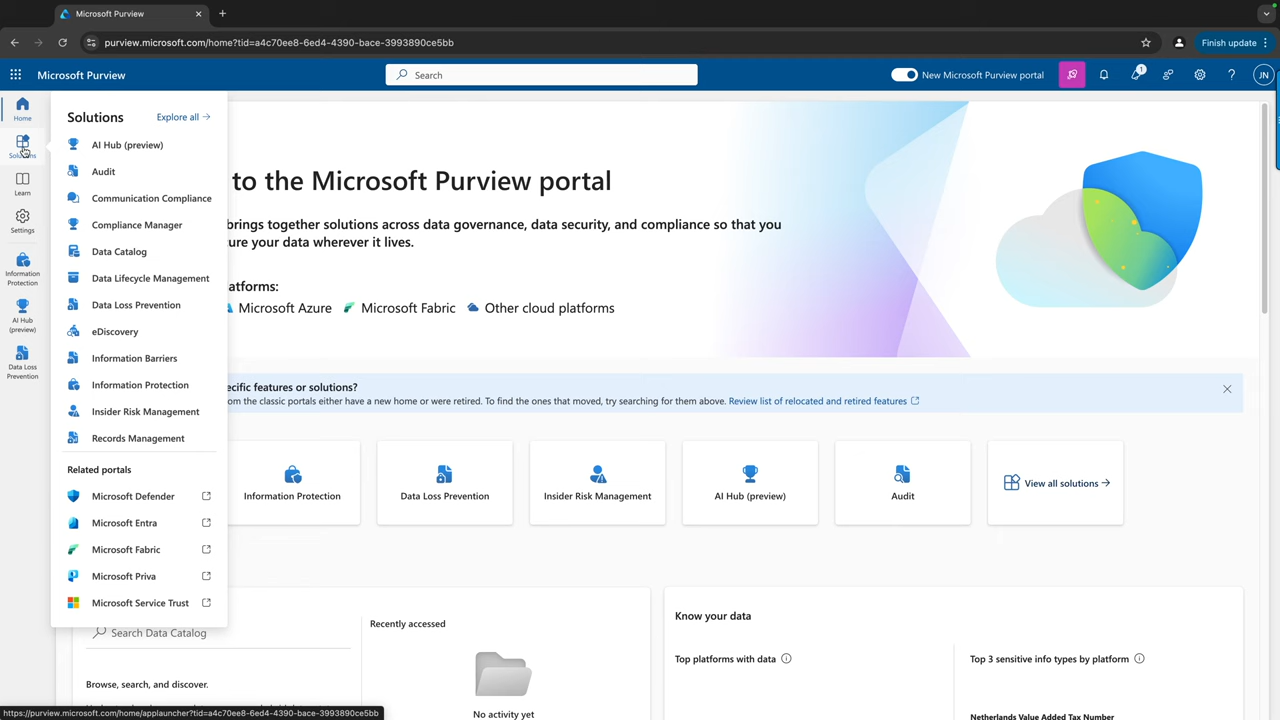 Microsoft Purview
purview.microsoft.com/home?tid=a4c70ee8-6ed4-4390-bace-3993890ce5bb
Finish update
Microsoft Purview
Search
New Microsoft Purview portal
1
JN
Home
Solutions
Learn
Settings
Information
Protection
AI Hub
(preview)
Data Loss
Prevention
Solutions
Explore all
AI Hub (preview)
Audit
Communication Compliance
Compliance Manager
Data Catalog
Data Lifecycle Management
Data Loss Prevention
eDiscovery
Information Barriers
Information Protection
Insider Risk Management
Records Management
Related portals
Microsoft Defender
Microsoft Entra
Microsoft Fabric
Microsoft Priva
Microsoft Service Trust
to the Microsoft Purview portal
brings together solutions across data governance, data security, and compliance so that you
ure your data wherever it lives.
atforms:
Microsoft Azure
Microsoft Fabric
Other cloud platforms
ecific features or solutions?
om the classic portals either have a new home or were retired. To find the ones that moved, try searching for them above. Review list of relocated and retired features
Information Protection
Data Loss Prevention
Insider Risk Management
AI Hub (preview)
Audit
View all solutions
Search Data Catalog
Browse, search, and discover.
Recently accessed
No activity yet
Know your data
Top platforms with data
Top 3 sensitive info types by platform
Netherlands Value Added Tax Number
https://purview.microsoft.com/home/applauncher?tid=a4c70ee8-6ed4-4390-bace-3993890ce5bb